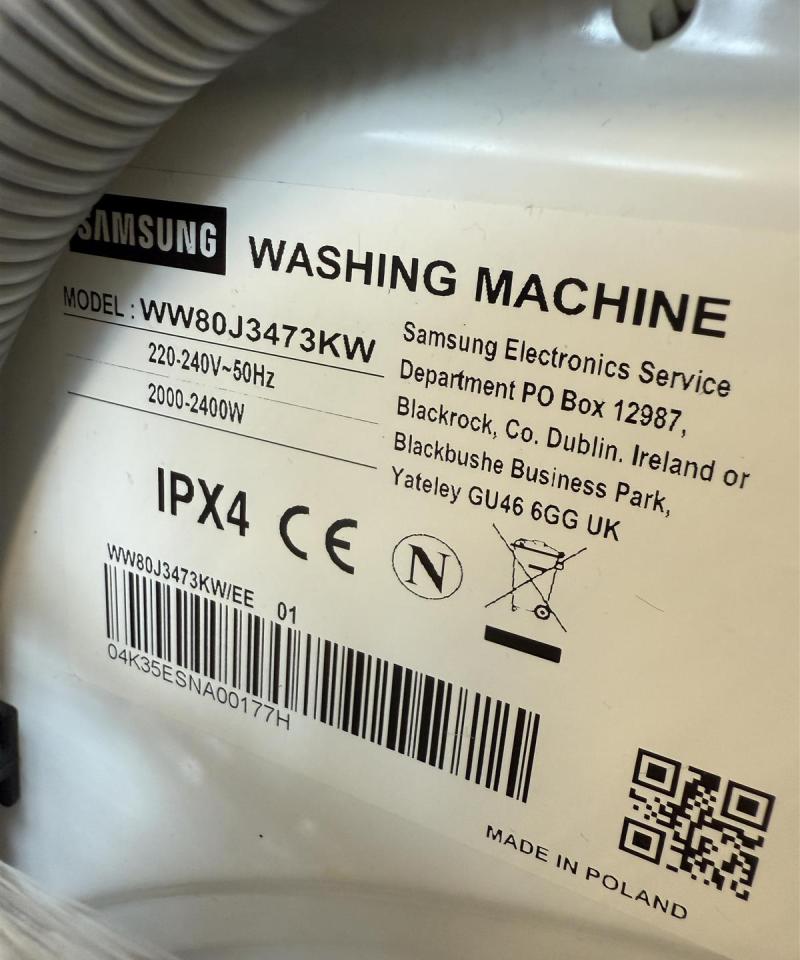 SAMSUNG WASHING MACHINE
MODEL : WW80J3473KW
220-240V~50Hz
2000-2400W
Samsung Electronics Service
Department PO Box 12987,
Blackrock, Co. Dublin. Ireland or
Blackbushe Business Park,
Yateley GU46 6GG UK
IPX4 CE N
WW80J3473KW/EE 01
04K35ESNA00177H
MADE IN POLAND